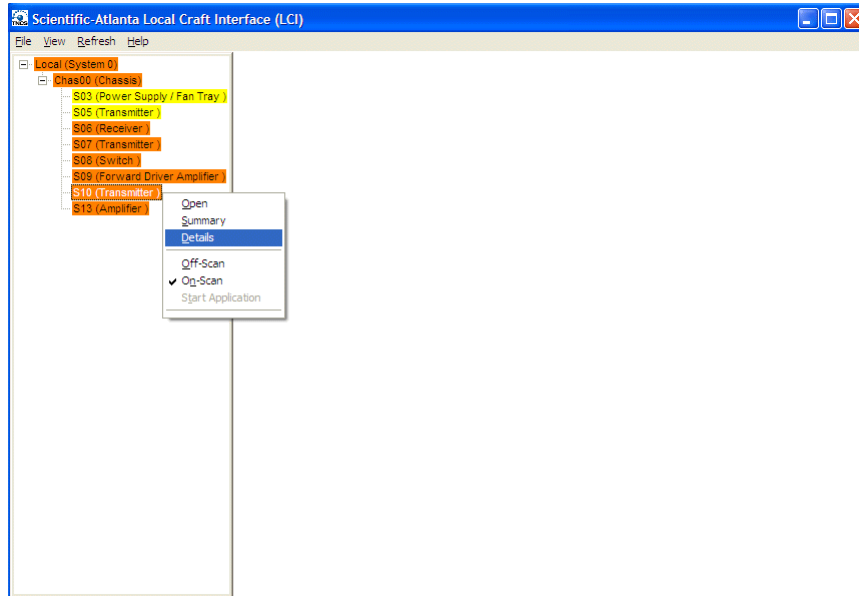 Scientific-Atlanta Local Craft Interface (LCI)
File View Refresh Help
Local (System 0)
Chas00 (Chassis)
S03 (Power Supply / Fan Tray )
S05 (Transmitter )
S06 (Receiver )
S07 (Transmitter )
S08 (Switch )
S09 (Forward Driver Amplifier )
S10 (Transmitter )
S13 (Amplifier )
Open
Summary
Details
Off-Scan
On-Scan
Start Application